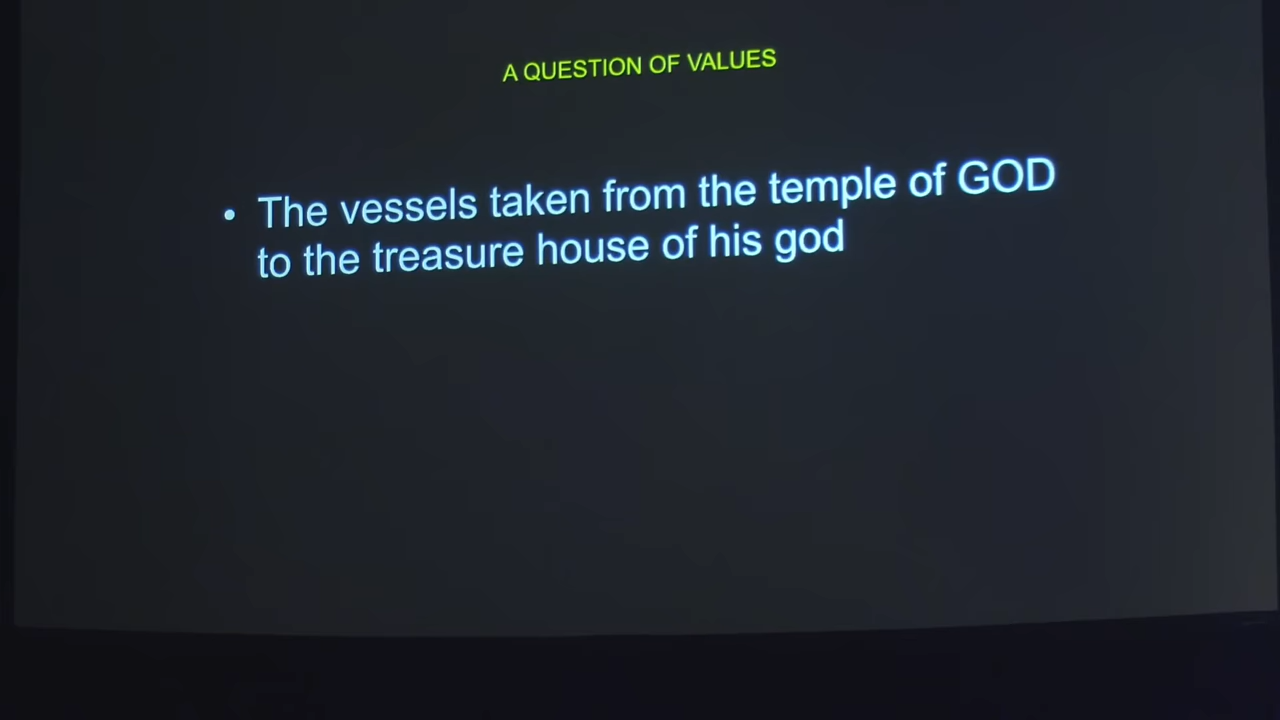 A QUESTION OF VALUES
• The vessels taken from the temple of GOD
to the treasure house of his god